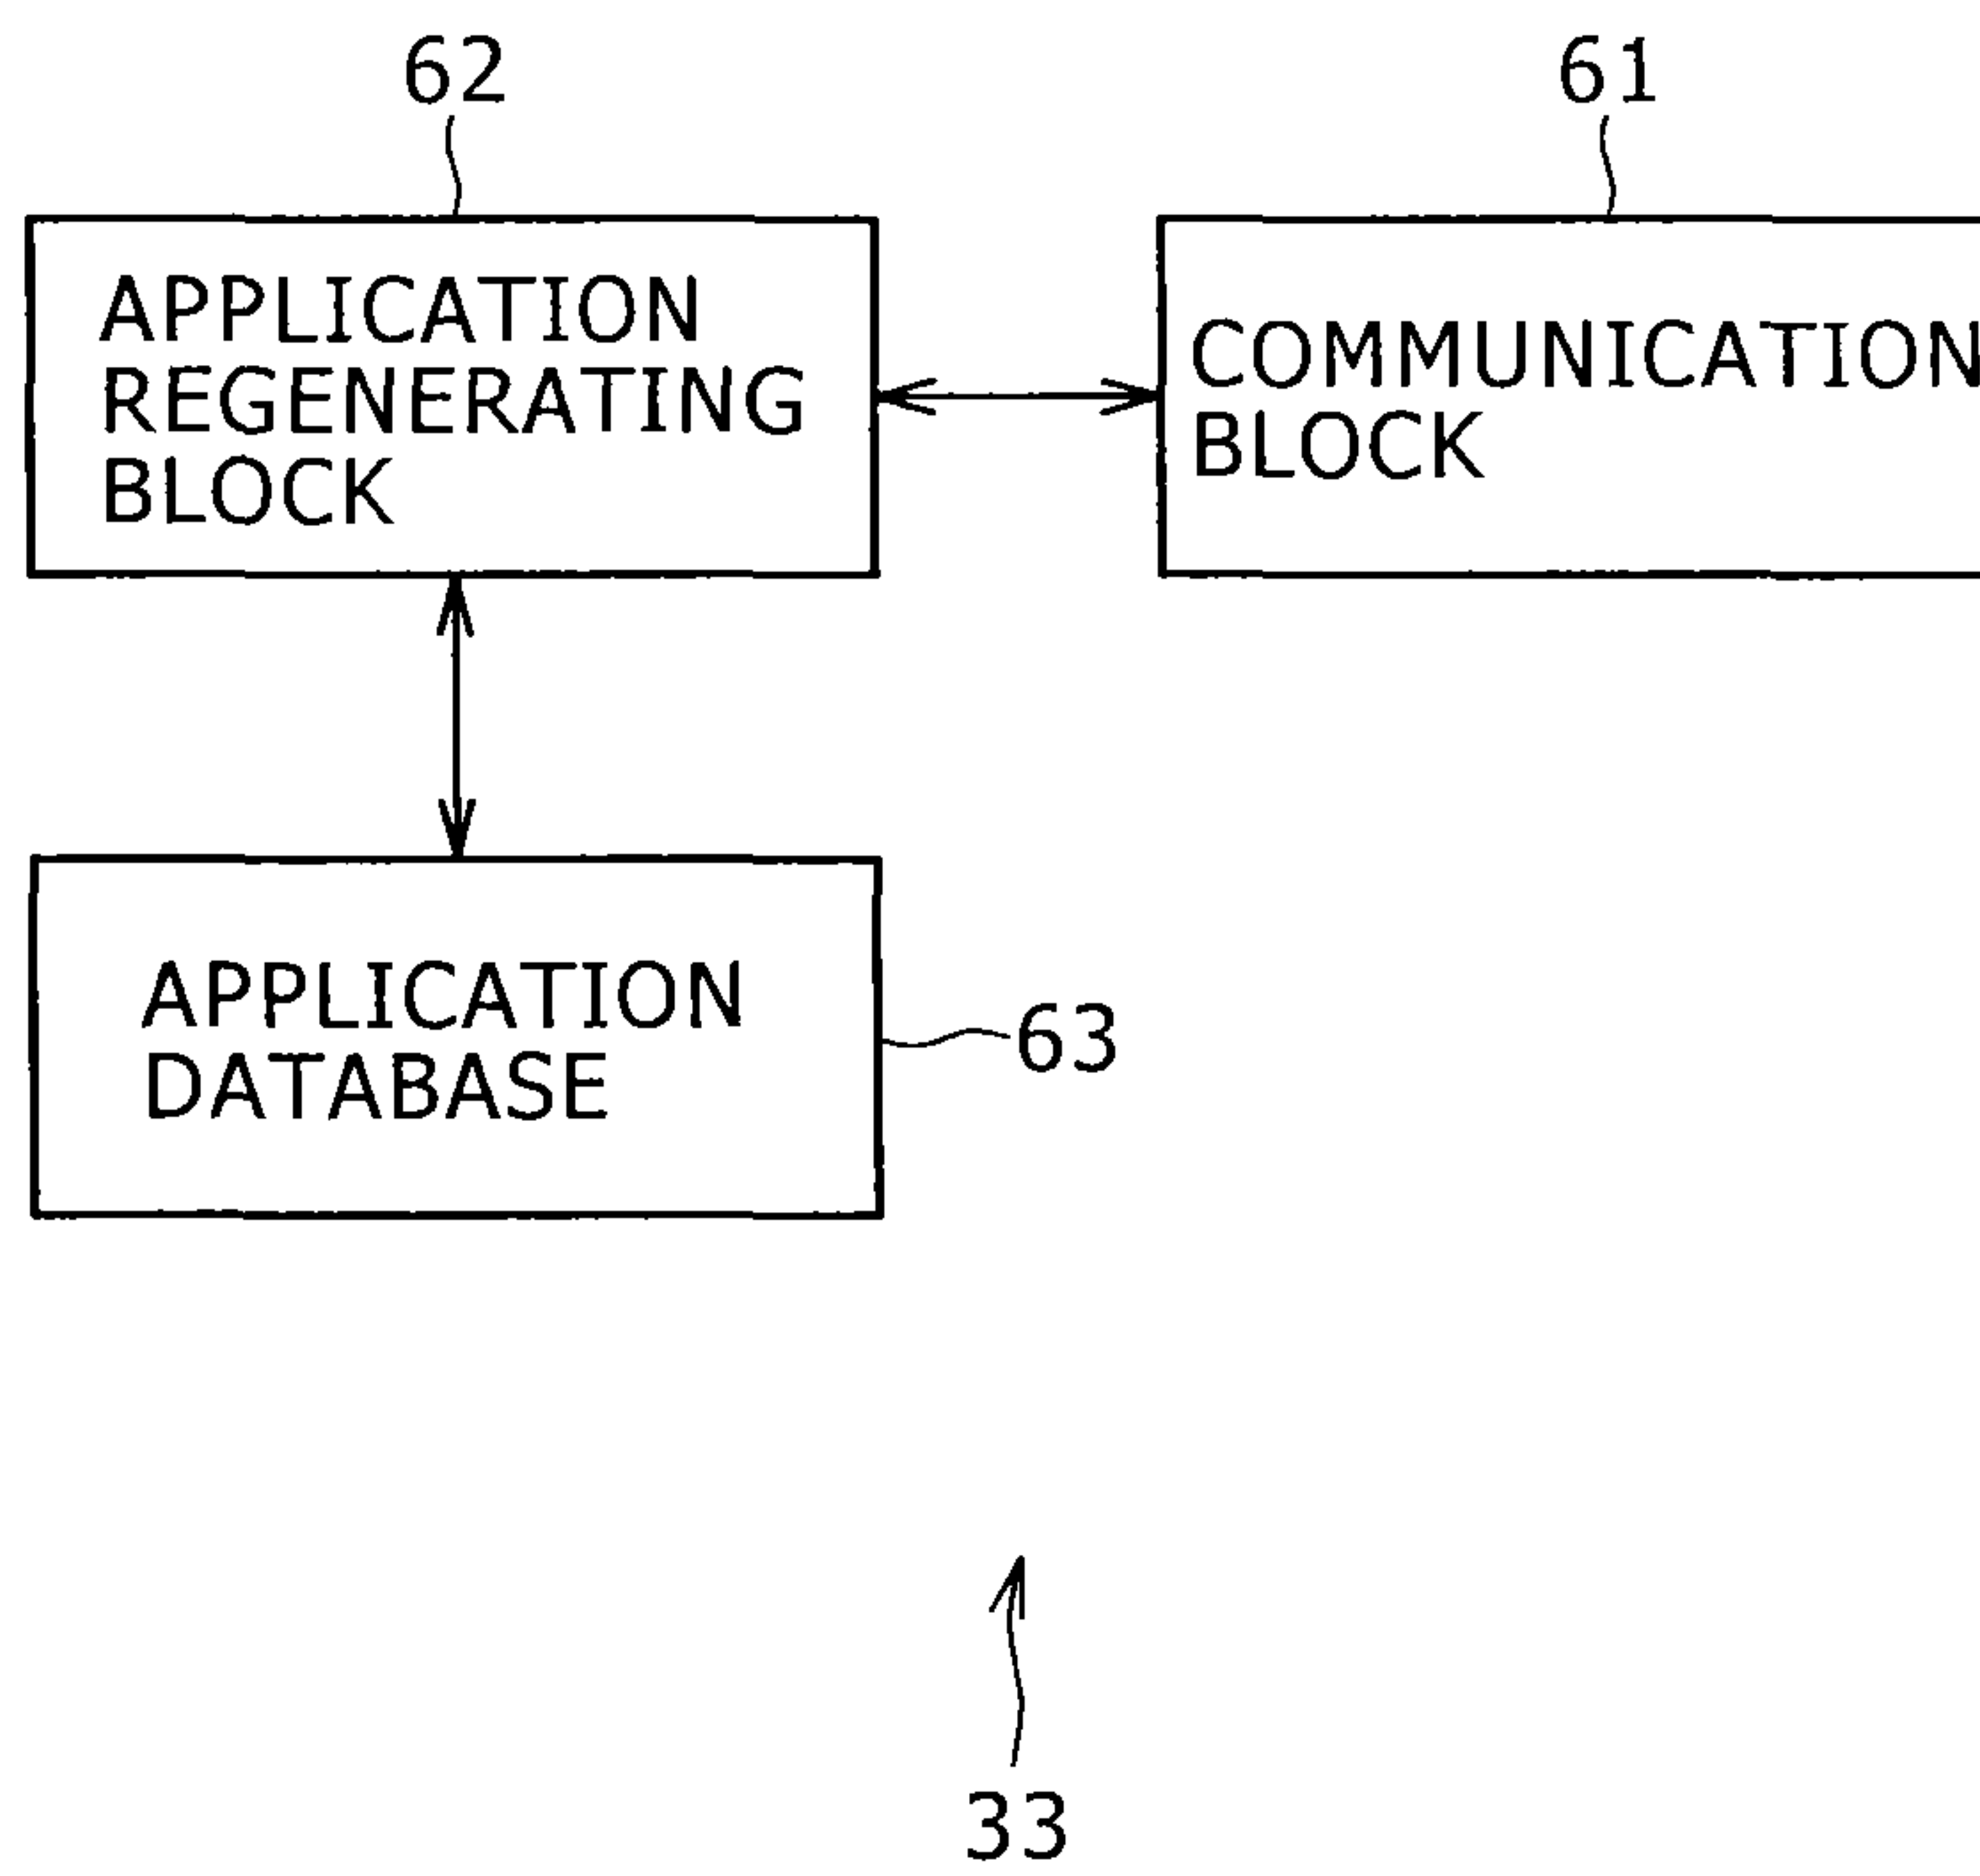 62
61
APPLICATION
REGENERATING
BLOCK
COMMUNICATION
BLOCK
APPLICATION
DATABASE
63
33